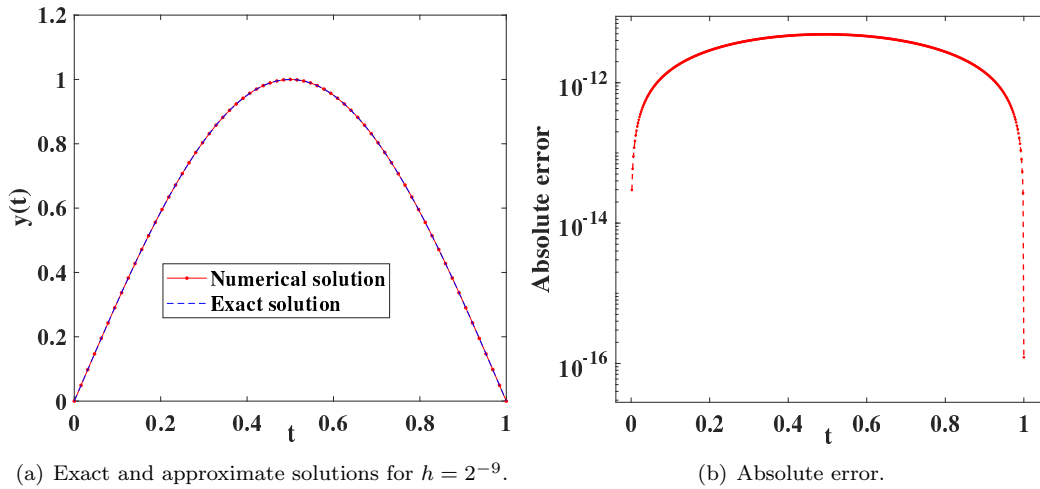 1.2
1
0.8
0.6
0.4
0.2
0
y(t)
Numerical solution
Exact solution
0 0.2 0.4 0.6 0.8 1
t
(a) Exact and approximate solutions for $h = 2^{-9}$.
10^{-12}
10^{-14}
10^{-16}
Absolute error
0 0.2 0.4 0.6 0.8 1
t
(b) Absolute error.